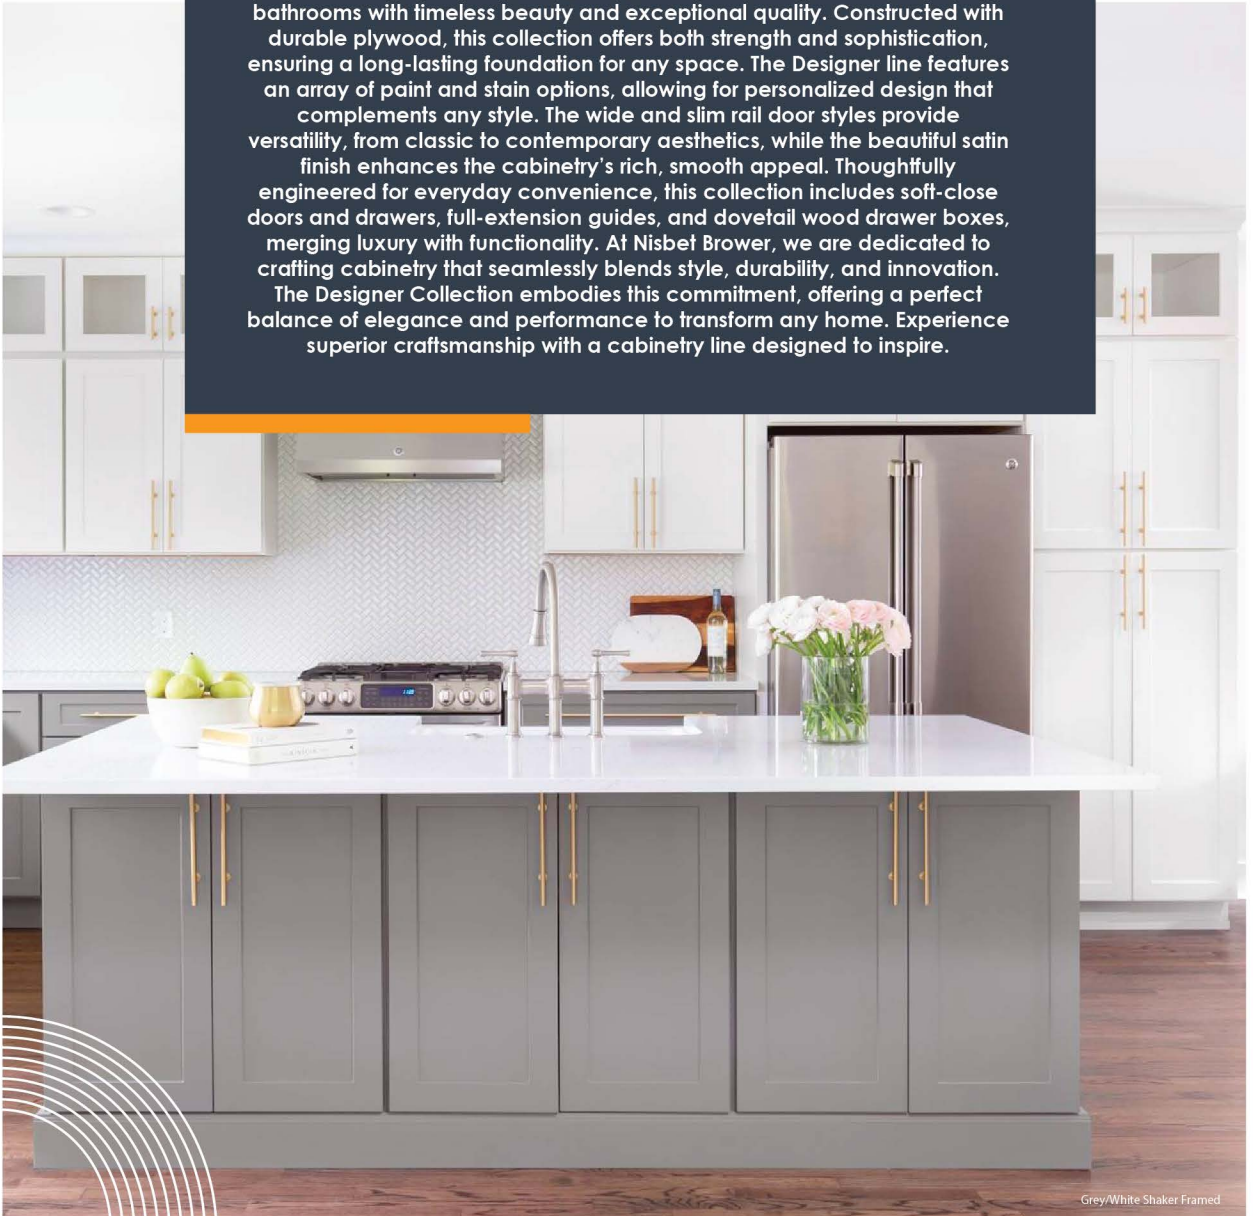 bathrooms with timeless beauty and exceptional quality. Constructed with
durable plywood, this collection offers both strength and sophistication,
ensuring a long-lasting foundation for any space. The Designer line features
an array of paint and stain options, allowing for personalized design that
complements any style. The wide and slim rail door styles provide
versatility, from classic to contemporary aesthetics, while the beautiful satin
finish enhances the cabinetry’s rich, smooth appeal. Thoughtfully
engineered for everyday convenience, this collection includes soft-close
doors and drawers, full-extension guides, and dovetail wood drawer boxes,
merging luxury with functionality. At Nisbet Brower, we are dedicated to
crafting cabinetry that seamlessly blends style, durability, and innovation.
The Designer Collection embodies this commitment, offering a perfect
balance of elegance and performance to transform any home. Experience
superior craftsmanship with a cabinetry line designed to inspire.
Grey/White Shaker Framed